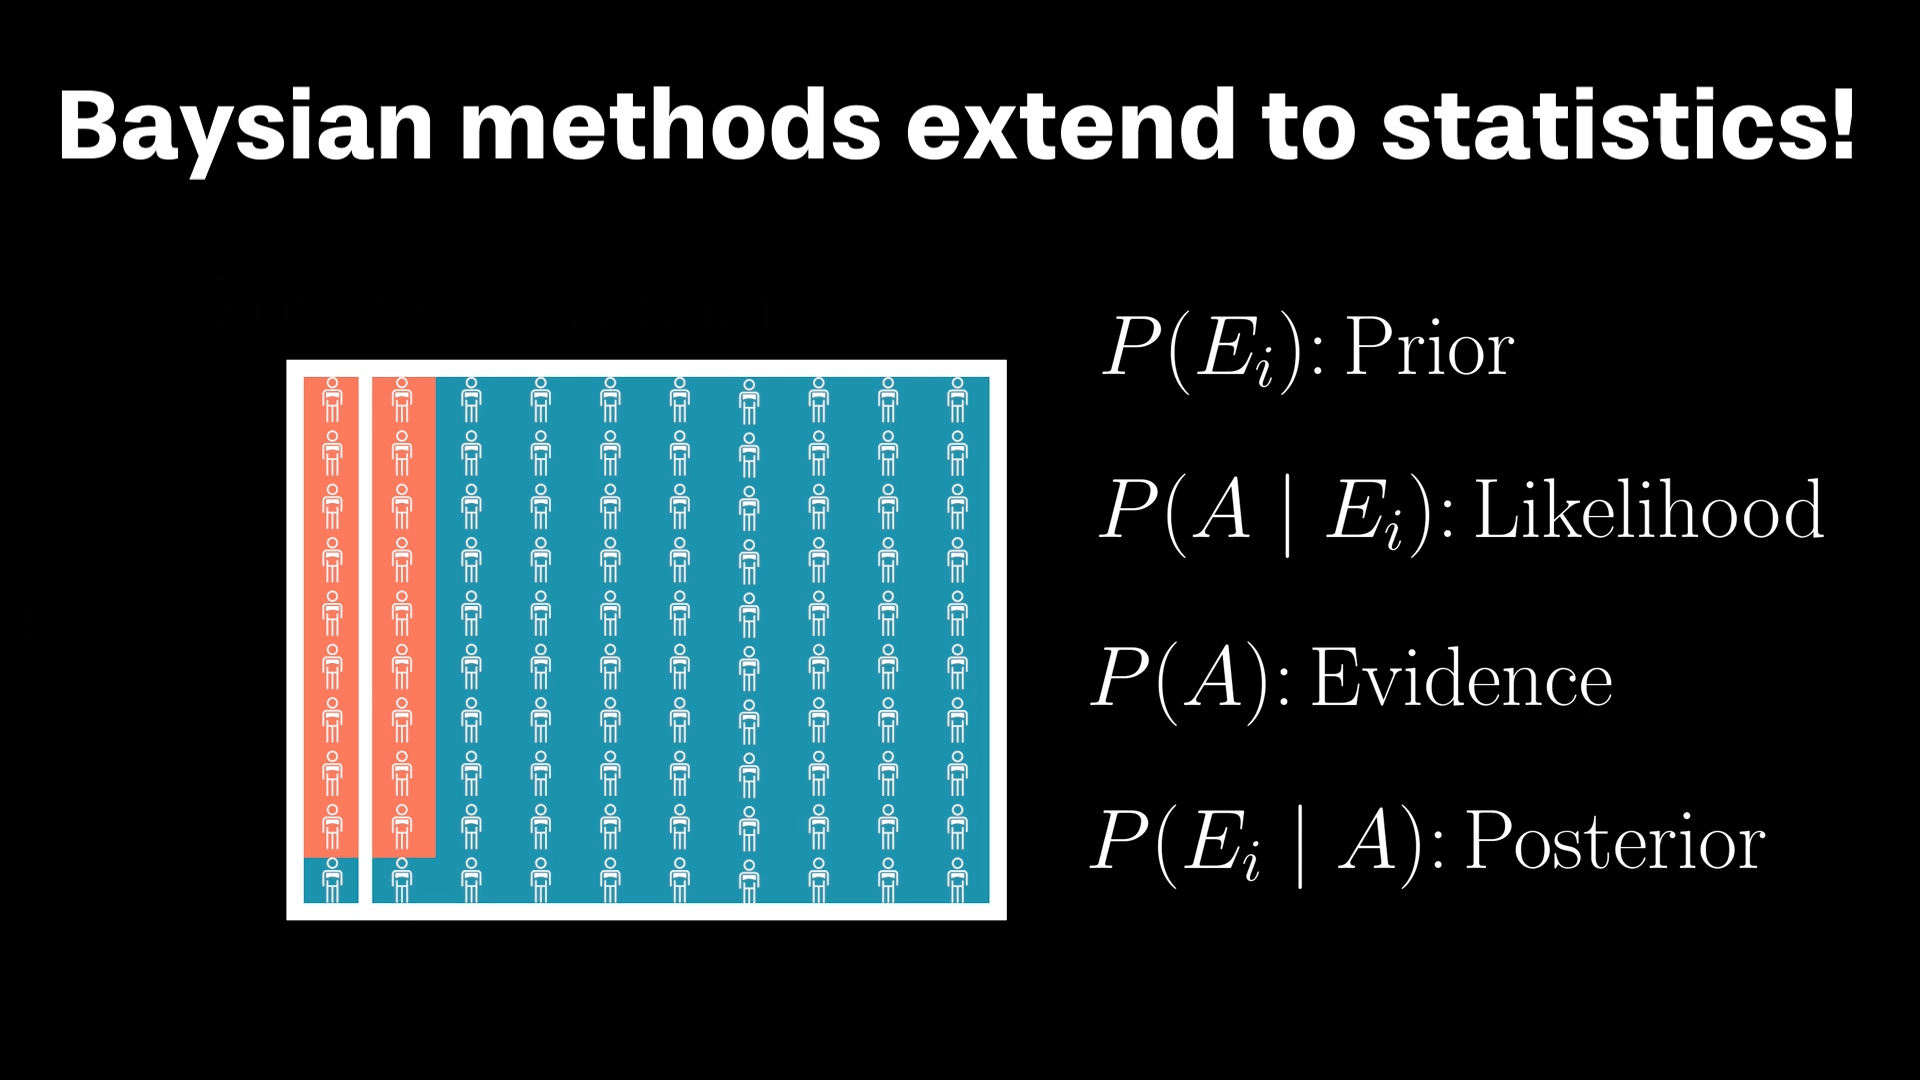 Baysian methods extend to statistics!
P(E_i): Prior
P(A | E_i): Likelihood
P(A): Evidence
P(E_i | A): Posterior